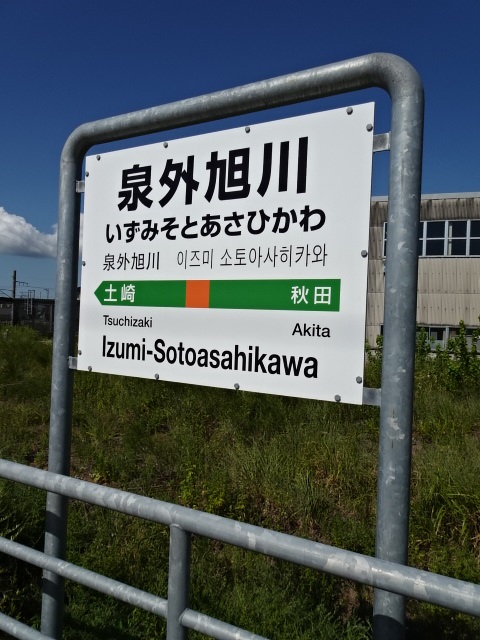 泉外旭川
いずみそとあさひかわ
泉外旭川 이즈미 소토아사히카와
土崎 秋田
Tsuchizaki Akita
Izumi-Sotoasahikawa